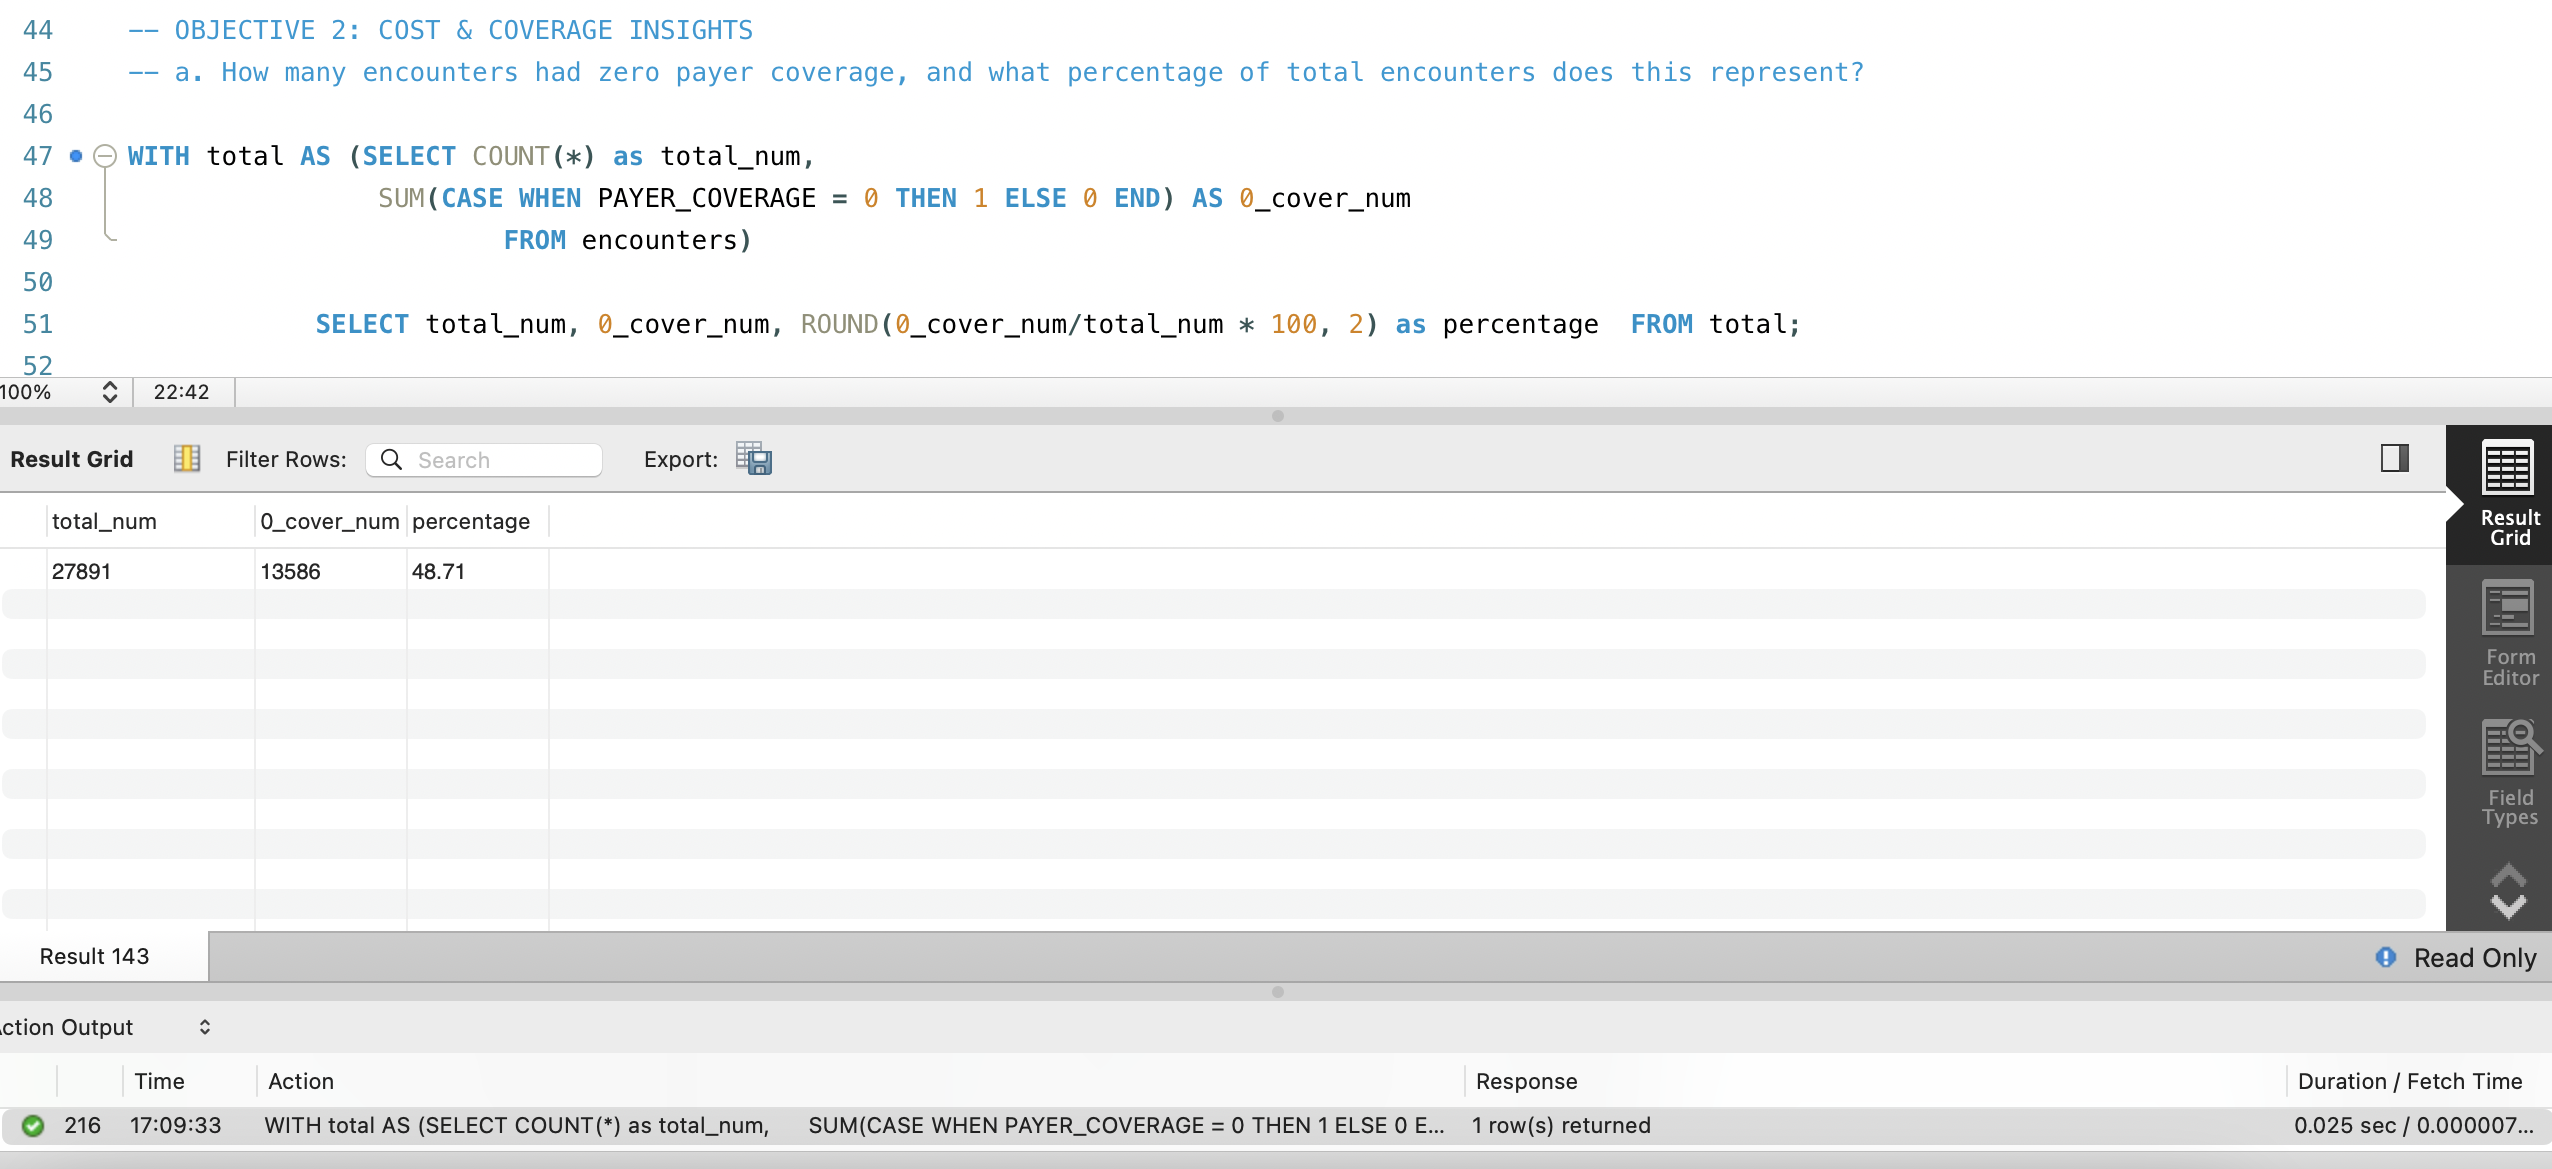 44 -- OBJECTIVE 2: COST & COVERAGE INSIGHTS
45 -- a. How many encounters had zero payer coverage, and what percentage of total encounters does this represent?
46
47 WITH total AS (SELECT COUNT(*) as total_num,
48 SUM(CASE WHEN PAYER_COVERAGE = 0 THEN 1 ELSE 0 END) AS 0_cover_num
49 FROM encounters)
50
51 SELECT total_num, 0_cover_num, ROUND(0_cover_num/total_num * 100, 2) as percentage  FROM total;
52
100% 22:42
Result Grid Filter Rows: Search Export:
total_num 0_cover_num percentage
27891 13586 48.71
Result
Grid
Form
Editor
Field
Types
Result 143 Read Only
ction Output
Time Action Response Duration / Fetch Time
216 17:09:33 WITH total AS (SELECT COUNT(*) as total_num, SUM(CASE WHEN PAYER_COVERAGE = 0 THEN 1 ELSE 0 E... 1 row(s) returned 0.025 sec / 0.000007...